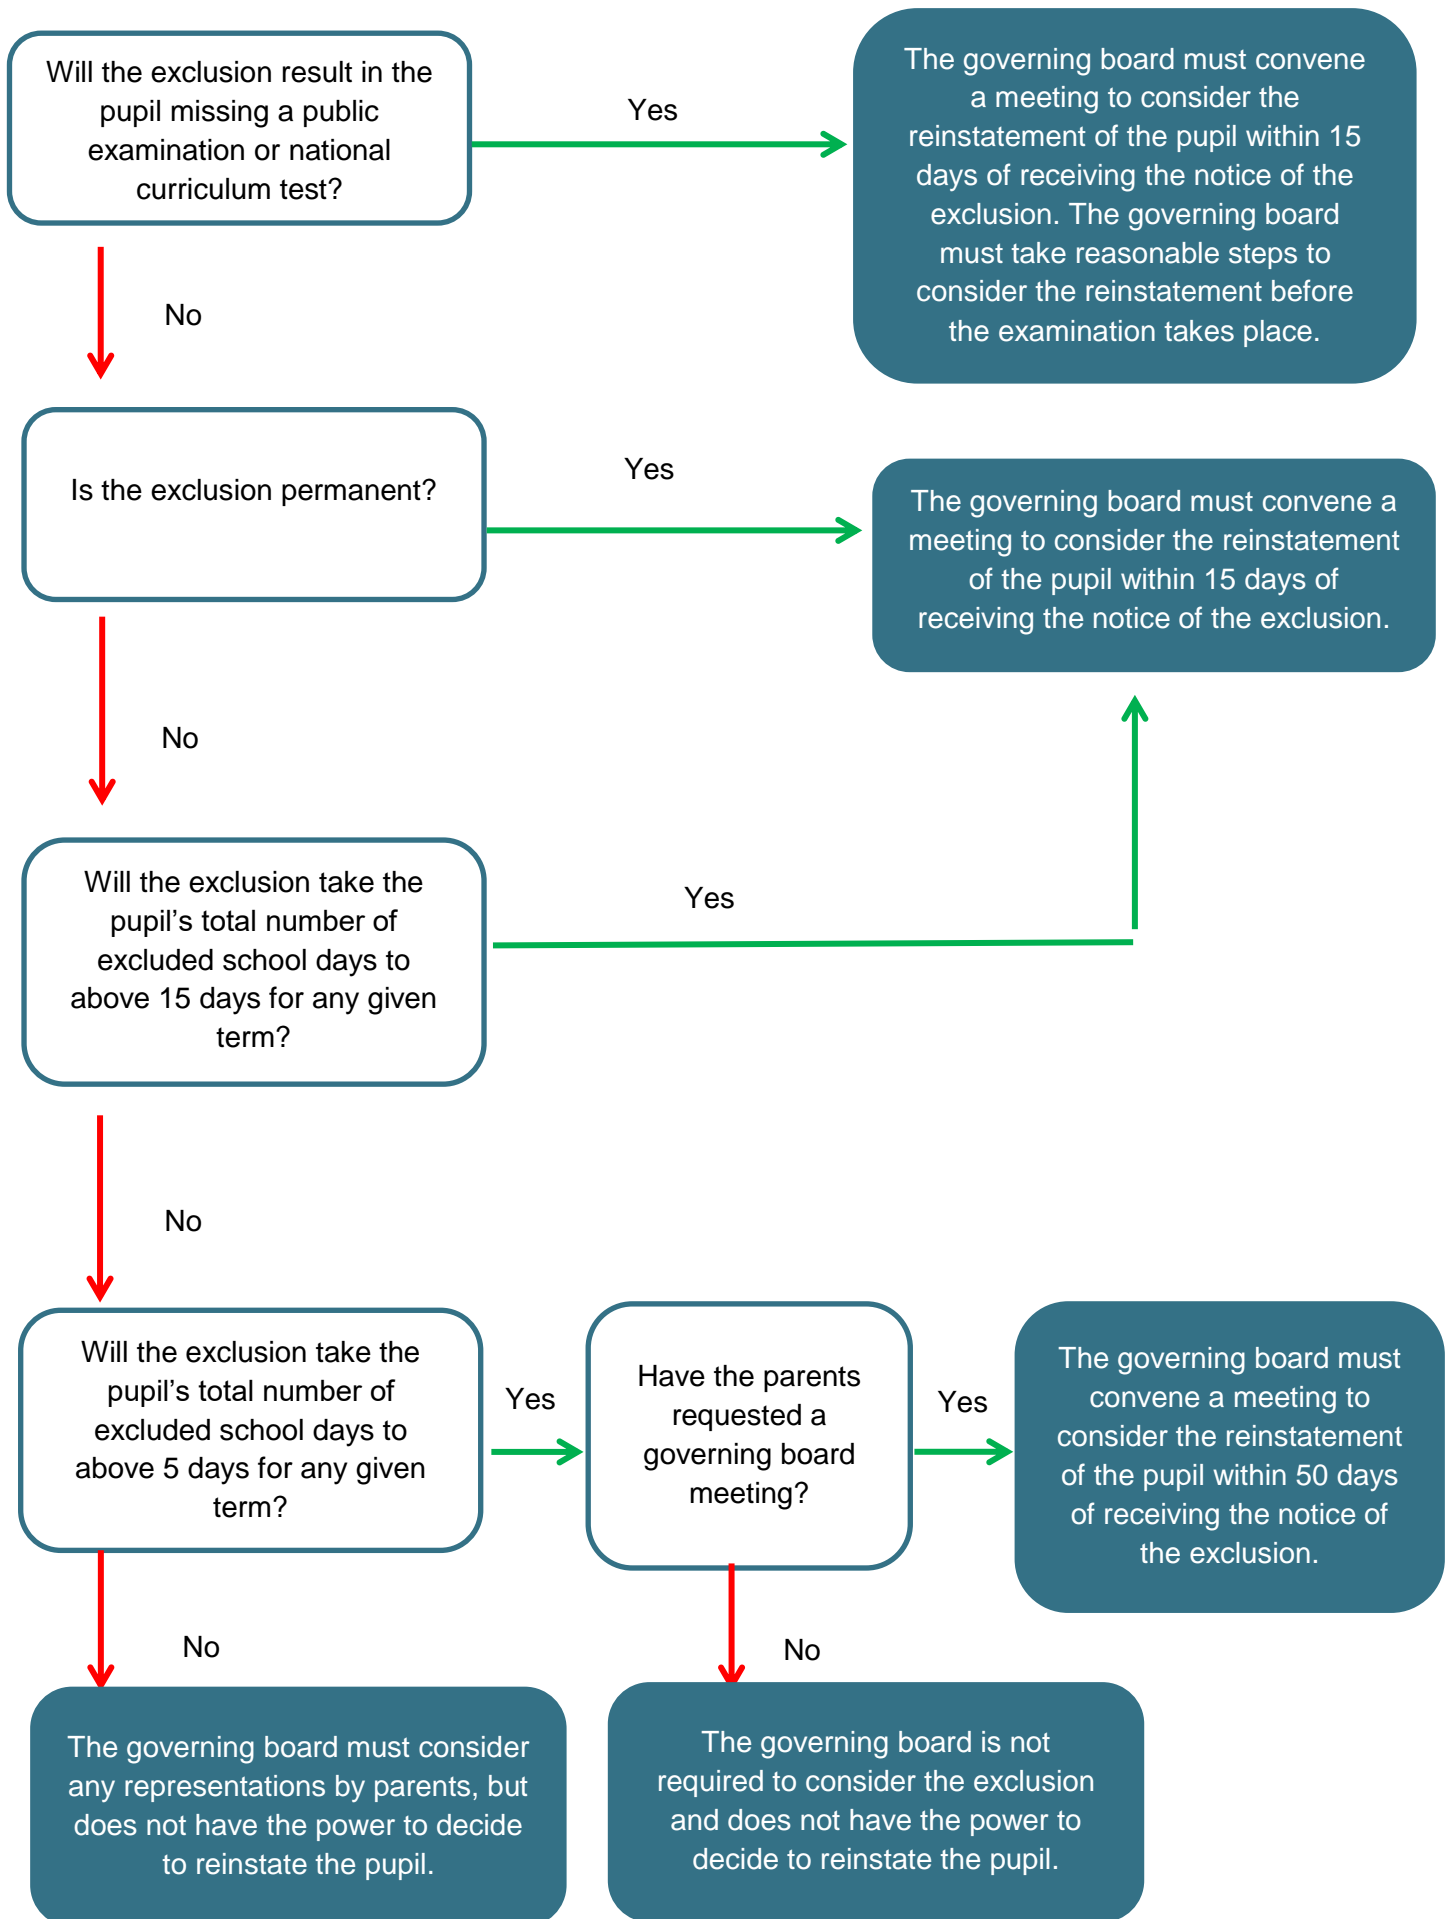 Will the exclusion result in the
pupil missing a public
examination or national
curriculum test?
Yes
The governing board must convene
a meeting to consider the
reinstatement of the pupil within 15
days of receiving the notice of the
exclusion. The governing board
must take reasonable steps to
consider the reinstatement before
the examination takes place.
No
Is the exclusion permanent?
Yes
The governing board must convene a
meeting to consider the reinstatement
of the pupil within 15 days of
receiving the notice of the exclusion.
No
Will the exclusion take the
pupil’s total number of
excluded school days to
above 15 days for any given
term?
Yes
No
Will the exclusion take the
pupil’s total number of
excluded school days to
above 5 days for any given
term?
Yes
Have the parents
requested a
governing board
meeting?
Yes
The governing board must
convene a meeting to
consider the reinstatement
of the pupil within 50 days
of receiving the notice of
the exclusion.
No
No
The governing board must consider
any representations by parents, but
does not have the power to decide
to reinstate the pupil.
The governing board is not
required to consider the exclusion
and does not have the power to
decide to reinstate the pupil.